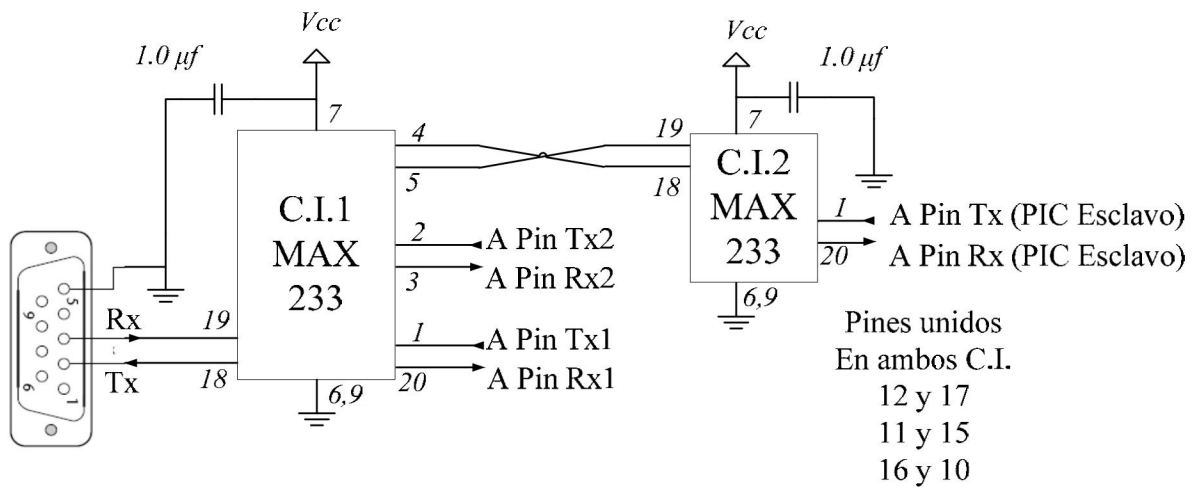 Vcc
1.0 µf
7
4
5
C.I.1
MAX
233
2
A Pin Tx2
3
A Pin Rx2
1
A Pin Tx1
20
A Pin Rx1
6,9
19
18
Rx
Tx
5
9
6
1
Vcc
1.0 µf
7
19
18
C.I.2
MAX
233
1
A Pin Tx (PIC Esclavo)
20
A Pin Rx (PIC Esclavo)
6,9
Pines unidos
En ambos C.I.
12 y 17
11 y 15
16 y 10